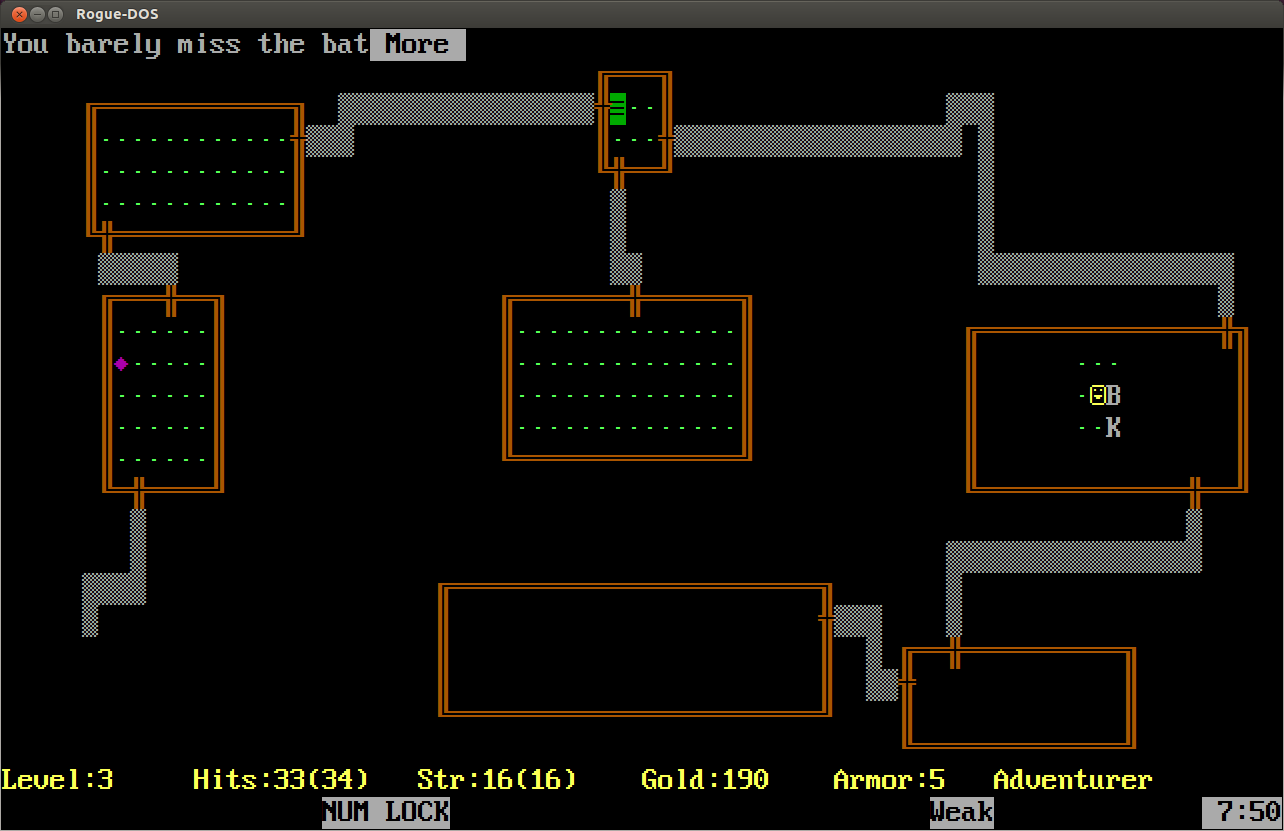 Rogue-DOS
You barely miss the bat More
B
K
Level:3 Hits:33(34) Str:16(16) Gold:190 Armor:5 Adventurer
NUM LOCK Weak 7:50